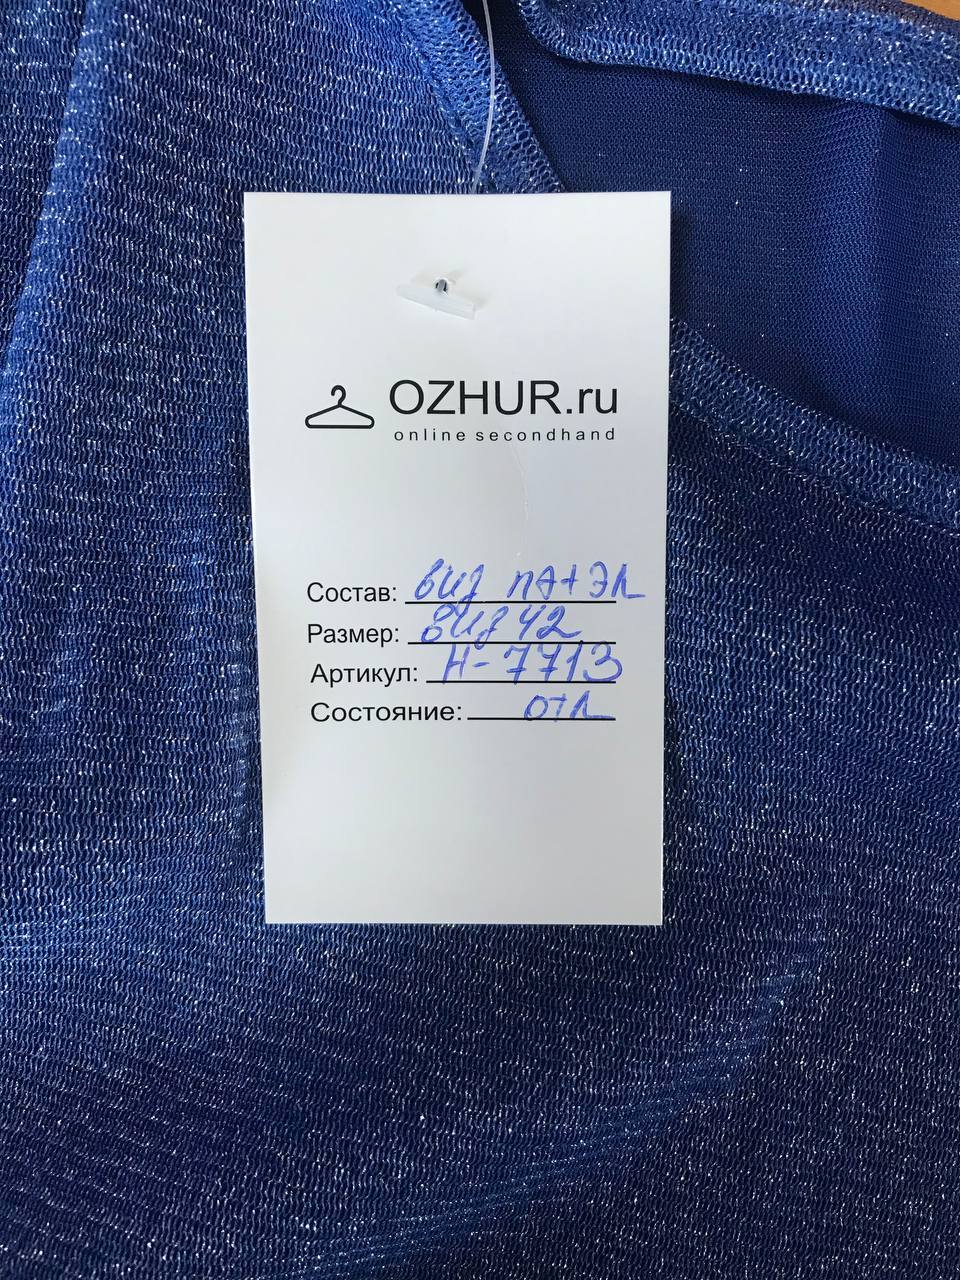 OZHUR.ru
online secondhand
Состав: виз ПА+ЭЛ
Размер: виз 42
Артикул: Н-7713
Состояние: отл